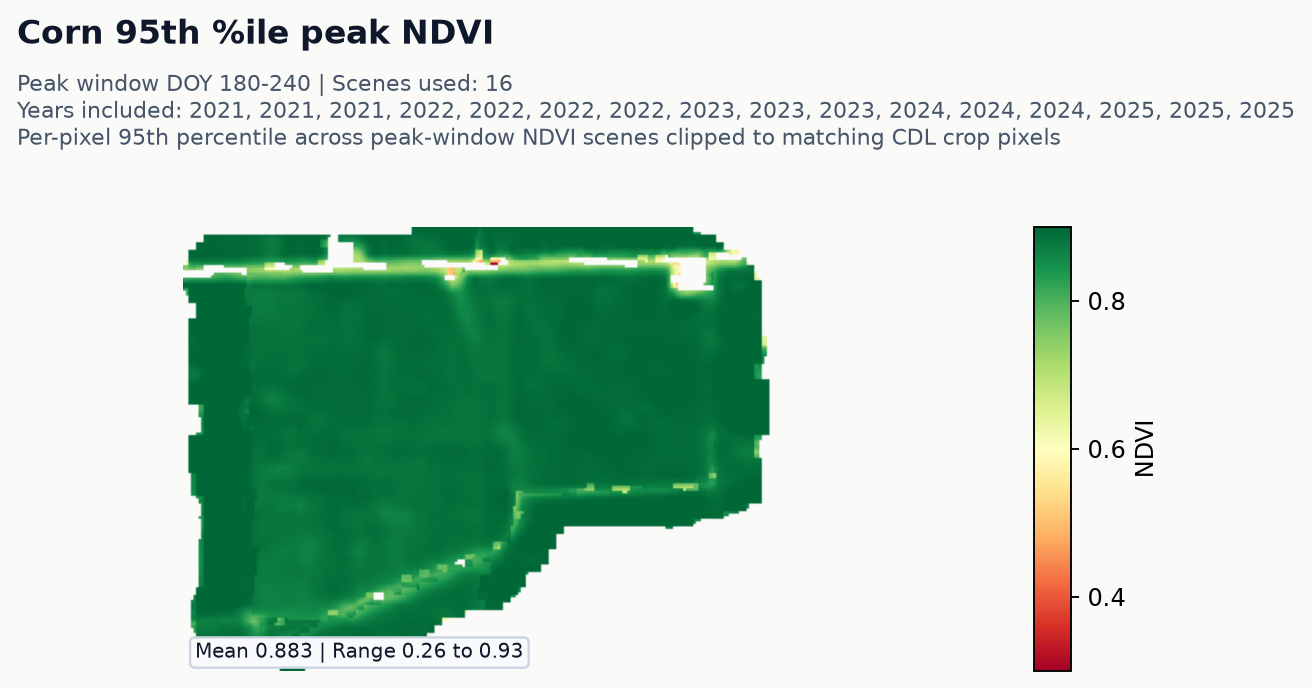 Corn 95th %ile peak NDVI
Peak window DOY 180-240 | Scenes used: 16
Years included: 2021, 2021, 2021, 2022, 2022, 2022, 2022, 2023, 2023, 2023, 2024, 2024, 2024, 2025, 2025, 2025
Per-pixel 95th percentile across peak-window NDVI scenes clipped to matching CDL crop pixels
0.8
0.6
0.4
NDVI
Mean 0.883 | Range 0.26 to 0.93